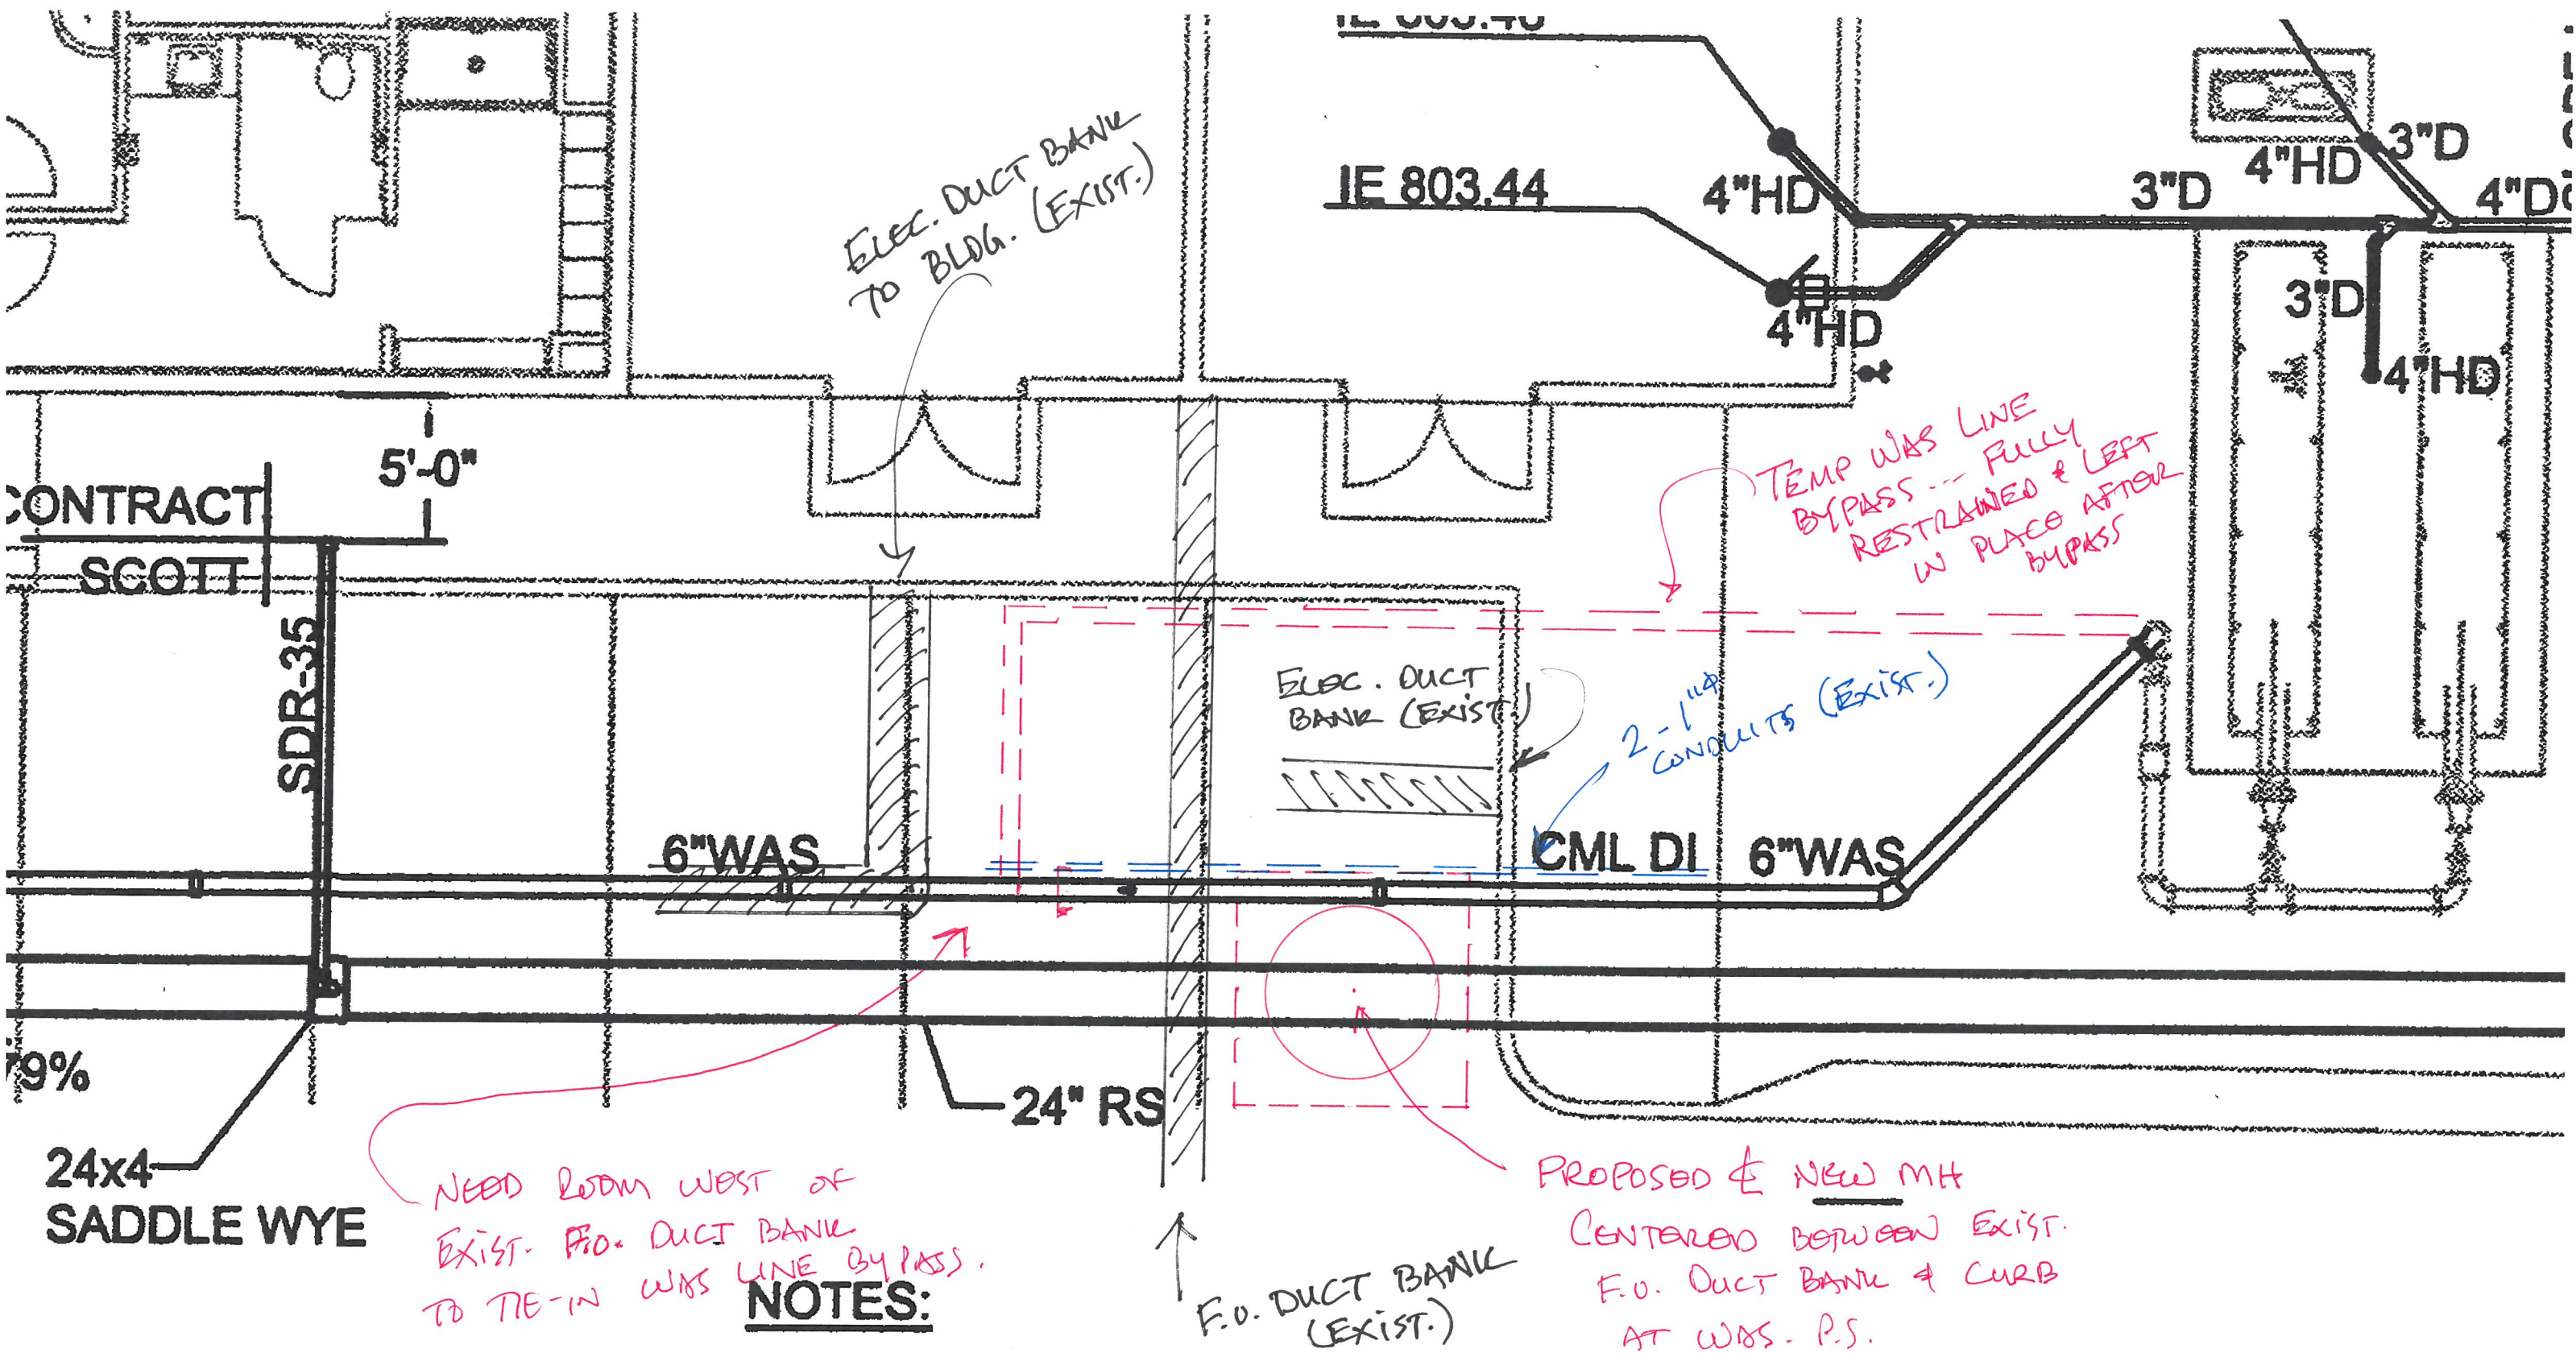 IE 803.44
4"HD
4"HD
3"D
4"HD
3"D
3"D
4"HD
ELEC. DUCT BANK
TO BLDG. (EXIST.)
5'-0"
CONTRACT
SCOTT
SDR-35
TEMP WAS LINE
BYPASS... FULLY
RESTRAINED & LEFT
IN PLACE AFTER
BYPASS
ELEC. DUCT
BANK (EXIST.)
2-1"φ
CONDUITS (EXIST.)
6"WAS
CML DI
6"WAS
79%
24x4
SADDLE WYE
24" RS
NEED ROOM WEST OF
EXIST. F.O. DUCT BANK
TO TIE-IN WAS LINE BYPASS.
NOTES:
F.O. DUCT BANK
(EXIST.)
PROPOSED ℄ NEW MH
CENTERED BETWEEN EXIST.
F.O. DUCT BANK & CURB
AT WAS. P.S.